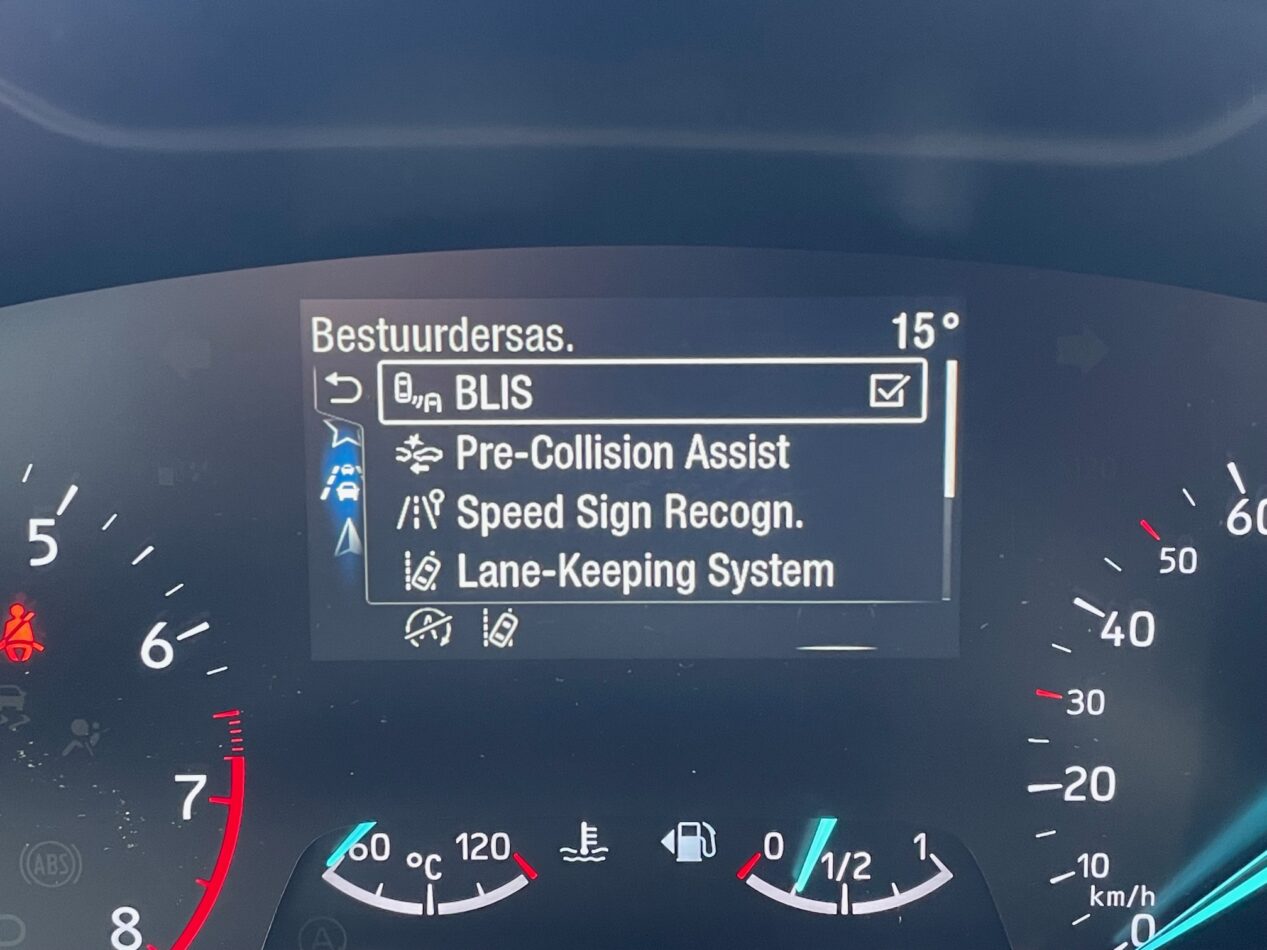 Bestuurdersas. 15°
BLIS
Pre-Collision Assist
Speed Sign Recogn.
Lane-Keeping System
5
6
7
8
ABS
60 °C 120
0 1/2 1
60
50
40
30
20
10
km/h
0